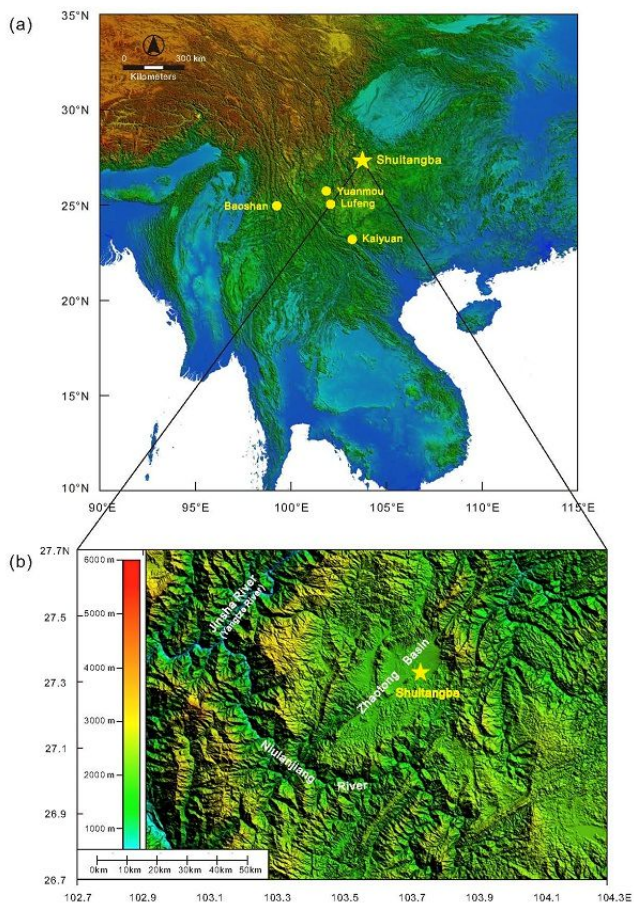 (a)
35°N
0 300 km
Kilometers
30°N
Shuitangba
Yuanmou
Baoshan
Lufeng
25°N
Kaiyuan
20°N
15°N
10°N
90°E 95°E 100°E 105°E 110°E 115°E
(b)
27.7N
6000 m
Jinsha River
(Yangtze River)
27.5
5000 m
Zhaotong Basin
4000 m
Shuitangba
27.3
3000 m
Niulanjiang River
27.1
2000 m
26.9
1000 m
0km 10km 20km 30km 40km 50km
26.7
102.7 102.9 103.1 103.3 103.5 103.7 103.9 104.1 104.3E